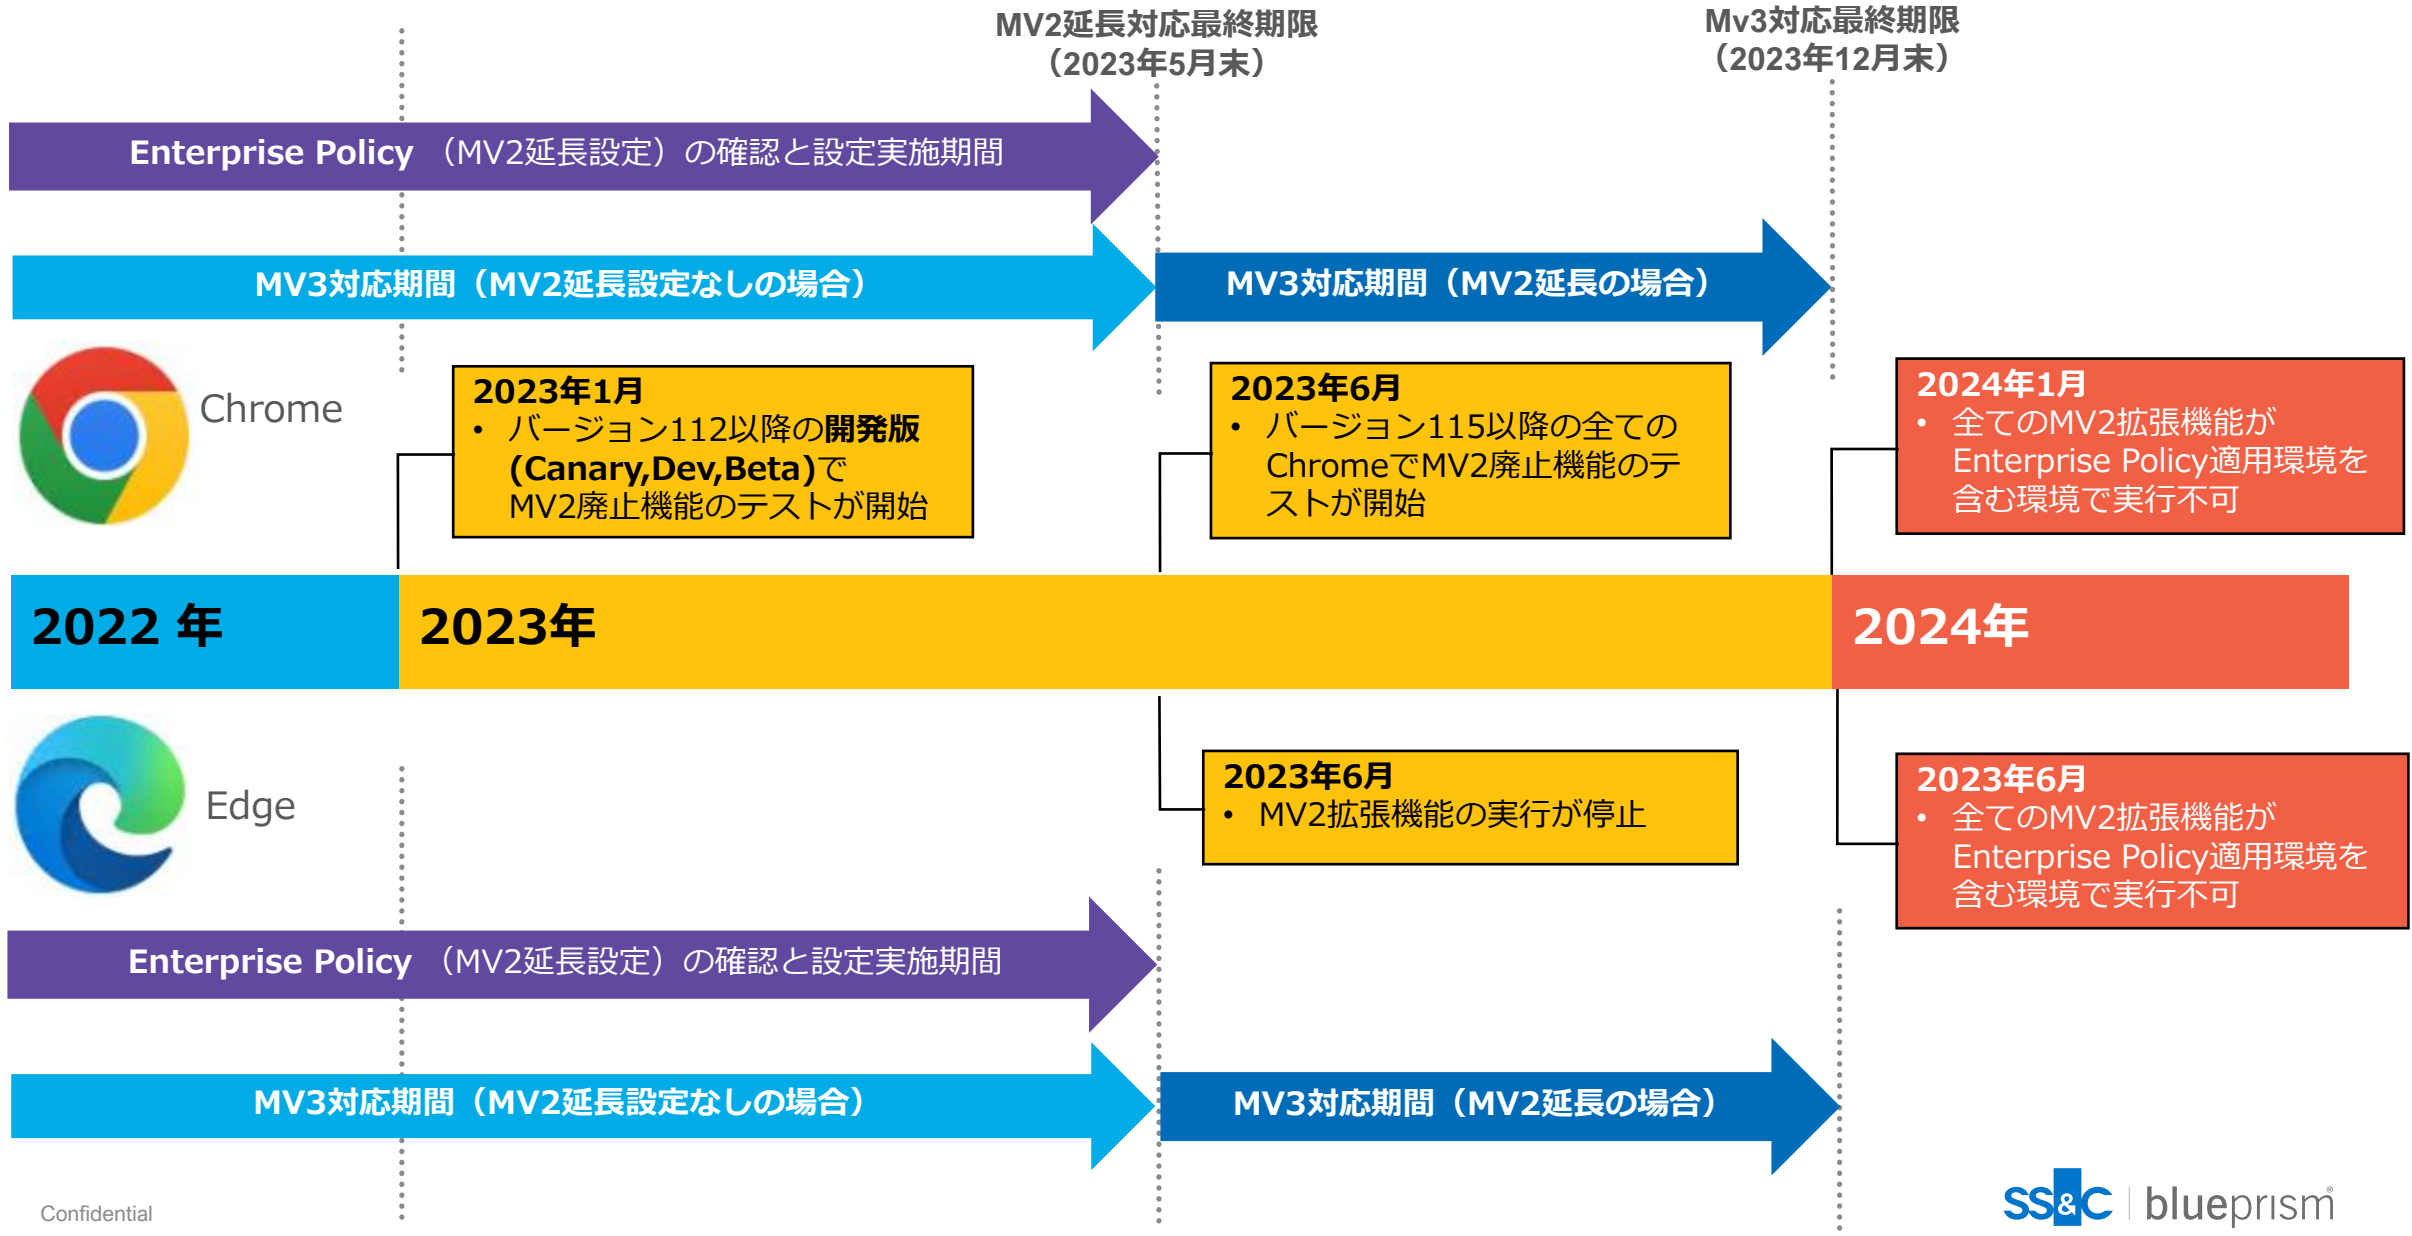 MV2延長対応最終期限
（2023年5月末）
Mv3対応最終期限
（2023年12月末）
Enterprise Policy （MV2延長設定）の確認と設定実施期間
MV3対応期間（MV2延長設定なしの場合）
MV3対応期間（MV2延長の場合）
Chrome
2023年1月
• バージョン112以降の開発版
(Canary,Dev,Beta)で
MV2廃止機能のテストが開始
2023年6月
• バージョン115以降の全ての
ChromeでMV2廃止機能のテ
ストが開始
2024年1月
• 全てのMV2拡張機能が
Enterprise Policy適用環境を
含む環境で実行不可
2022 年
2023年
2024年
Edge
2023年6月
• MV2拡張機能の実行が停止
2023年6月
• 全てのMV2拡張機能が
Enterprise Policy適用環境を
含む環境で実行不可
Enterprise Policy （MV2延長設定）の確認と設定実施期間
MV3対応期間（MV2延長設定なしの場合）
MV3対応期間（MV2延長の場合）
Confidential
SS&C | blueprism®